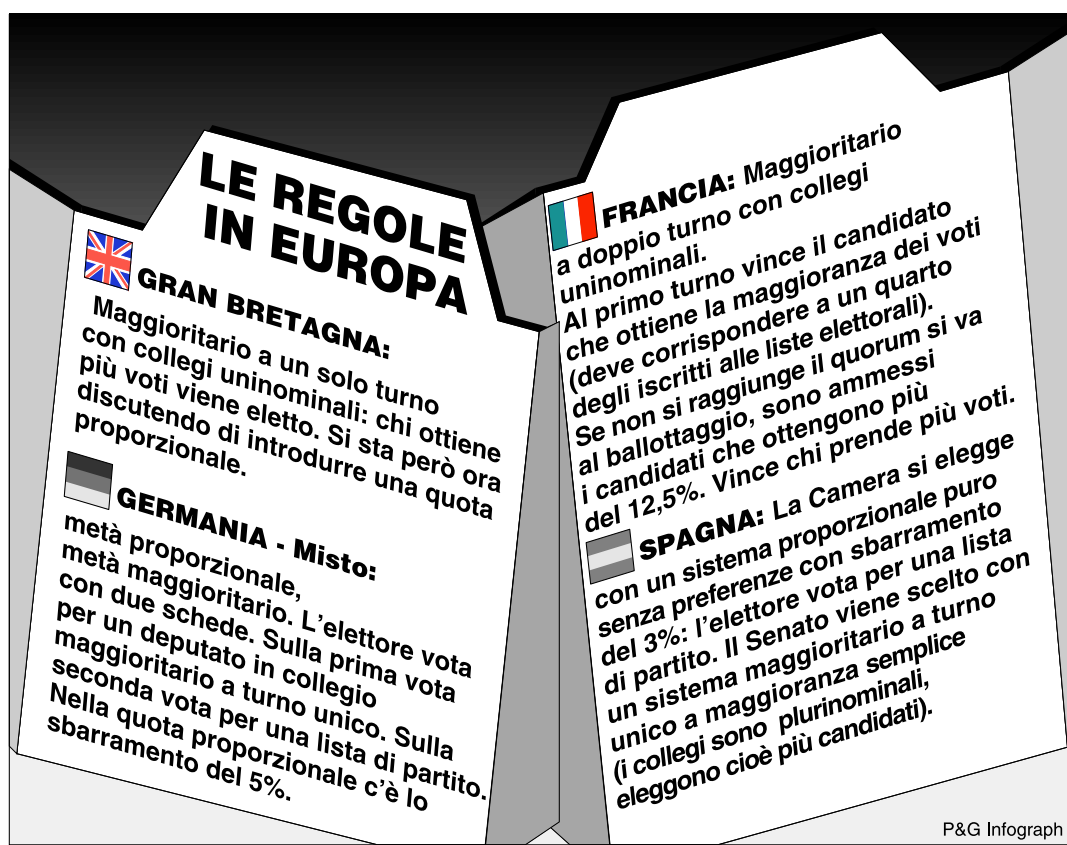 LE REGOLE
IN EUROPA
GRAN BRETAGNA:
Maggioritario a un solo turno
con collegi uninominali: chi ottiene
più voti viene eletto. Si sta però ora
discutendo di introdurre una quota
proporzionale.
GERMANIA - Misto:
metà proporzionale,
metà maggioritario. L'elettore vota
con due schede. Sulla prima vota
per un deputato in collegio
maggioritario a turno unico. Sulla
seconda vota per una lista di partito.
Nella quota proporzionale c'è lo
sbarramento del 5%.
FRANCIA: Maggioritario
a doppio turno con collegi
uninominali.
Al primo turno vince il candidato
che ottiene la maggioranza dei voti
(deve corrispondere a un quarto
degli iscritti alle liste elettorali).
Se non si raggiunge il quorum si va
al ballottaggio, sono ammessi
i candidati che ottengono più
del 12,5%. Vince chi prende più voti.
SPAGNA: La Camera si elegge
con un sistema proporzionale puro
senza preferenze con sbarramento
del 3%: l'elettore vota per una lista
di partito. Il Senato viene scelto con
un sistema maggioritario a turno
unico a maggioranza semplice
(i collegi sono plurinominali,
eleggono cioè più candidati).
P&G Infograph